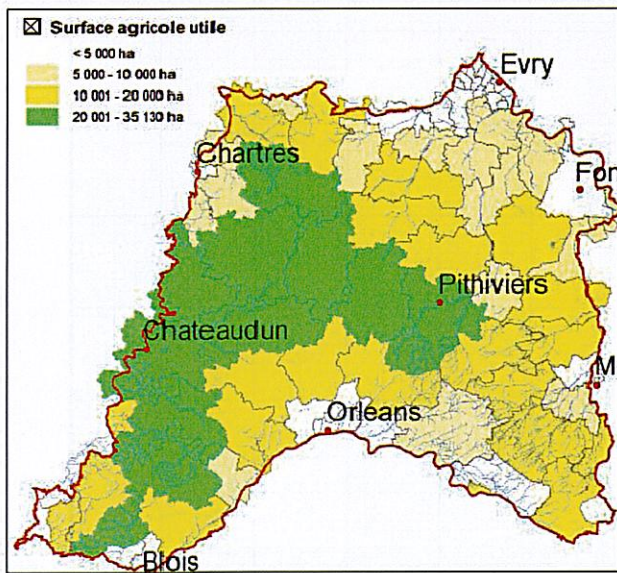 Surface agricole utile
< 5 000 ha
5 000 - 10 000 ha
10 001 - 20 000 ha
20 001 - 35 130 ha
Evry
Chartres
Fon
Pithiviers
Chateaudun
M
Orleans
Blois